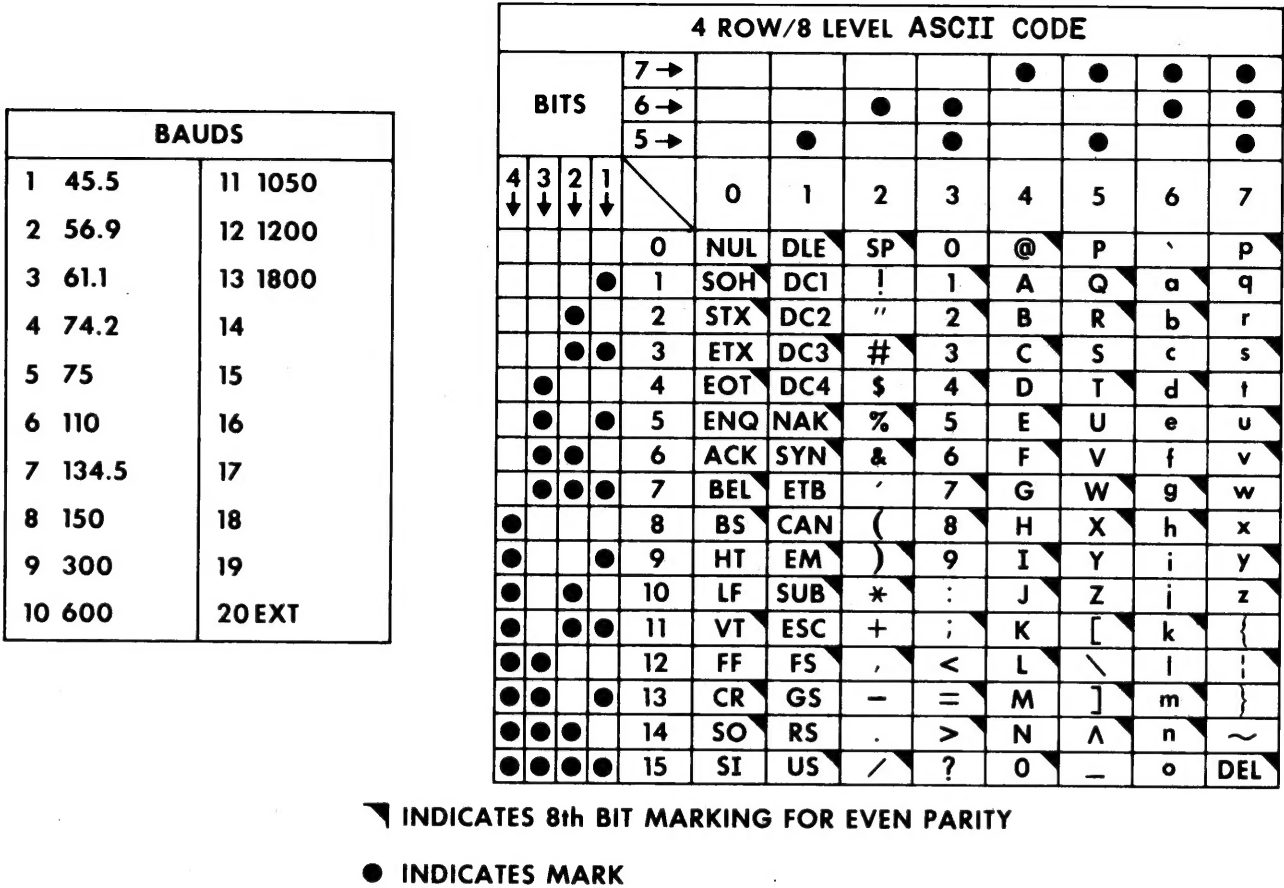 BAUDS
1 45.5 11 1050
2 56.9 12 1200
3 61.1 13 1800
4 74.2 14
5 75 15
6 110 16
7 134.5 17
8 150 18
9 300 19
10 600 20 EXT
4 ROW/8 LEVEL ASCII CODE
BITS
7 →
6 →
5 →
4 3 2 1 0 1 2 3 4 5 6 7
↓ ↓ ↓ ↓
0 NUL DLE SP 0 @ P ` p
1 SOH DC1 ! 1 A Q a q
2 STX DC2 " 2 B R b r
3 ETX DC3 # 3 C S c s
4 EOT DC4 $ 4 D T d t
5 ENQ NAK % 5 E U e u
6 ACK SYN & 6 F V f v
7 BEL ETB ′ 7 G W g w
8 BS CAN ( 8 H X h x
9 HT EM ) 9 I Y i y
10 LF SUB * : J Z j z
11 VT ESC + ; K [ k {
12 FF FS , < L \ l ¦
13 CR GS – = M ] m }
14 SO RS . > N ∧ n ~
15 SI US / ? 0 _ o DEL
◥ INDICATES 8th BIT MARKING FOR EVEN PARITY
● INDICATES MARK